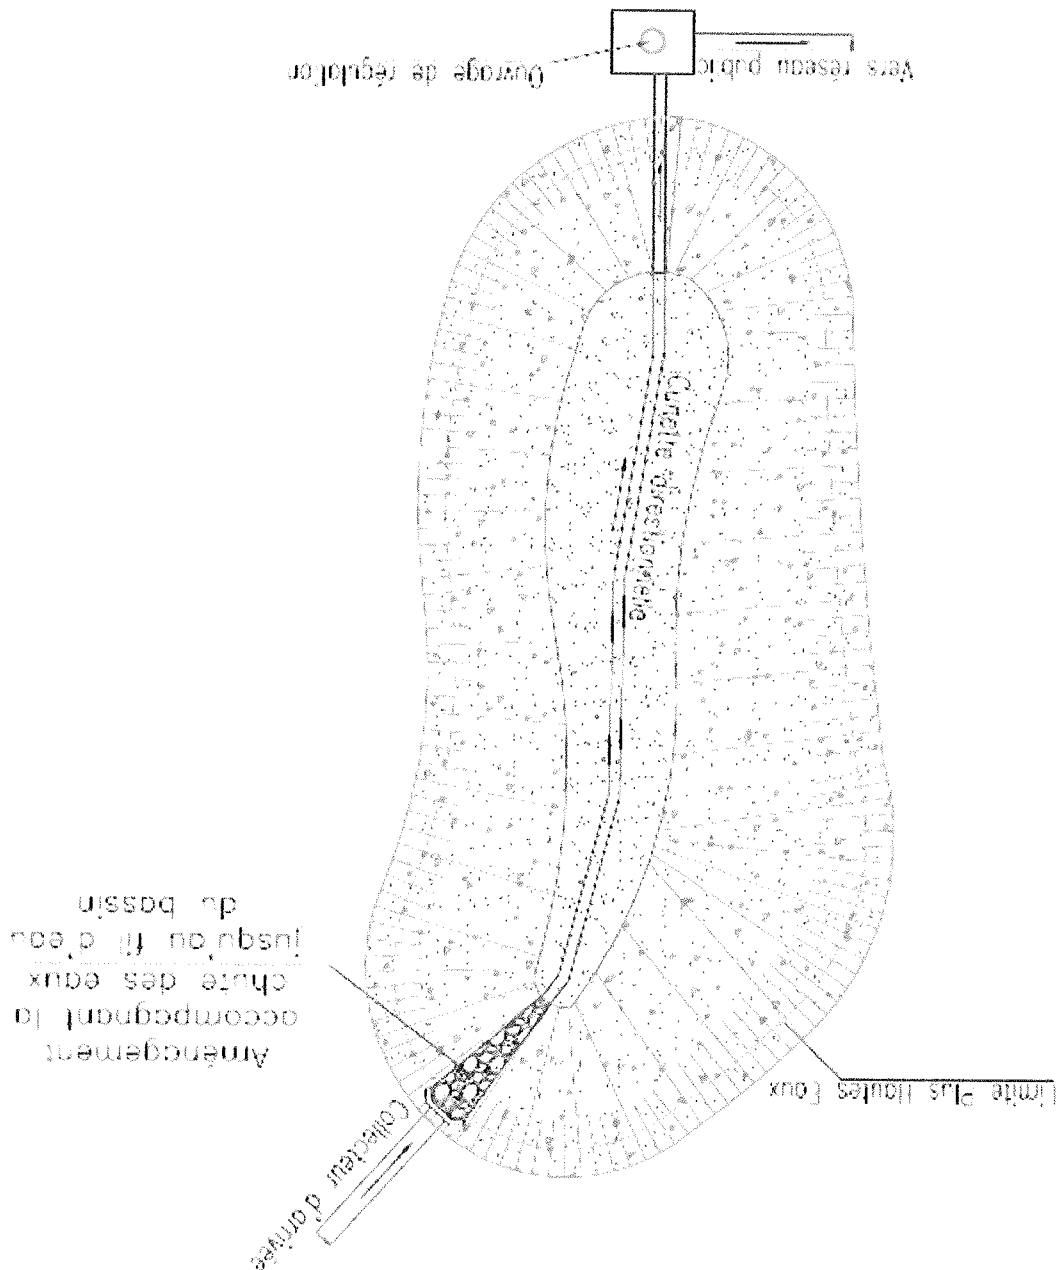 Collecteur d'arrivée
Limite Plus Hautes Eaux
Aménagement
accompagnant la
chute des eaux
jusqu'au fil d'eau
du bassin
Cunette directionnelle
Vers réseau public
Ouvrage de régulation